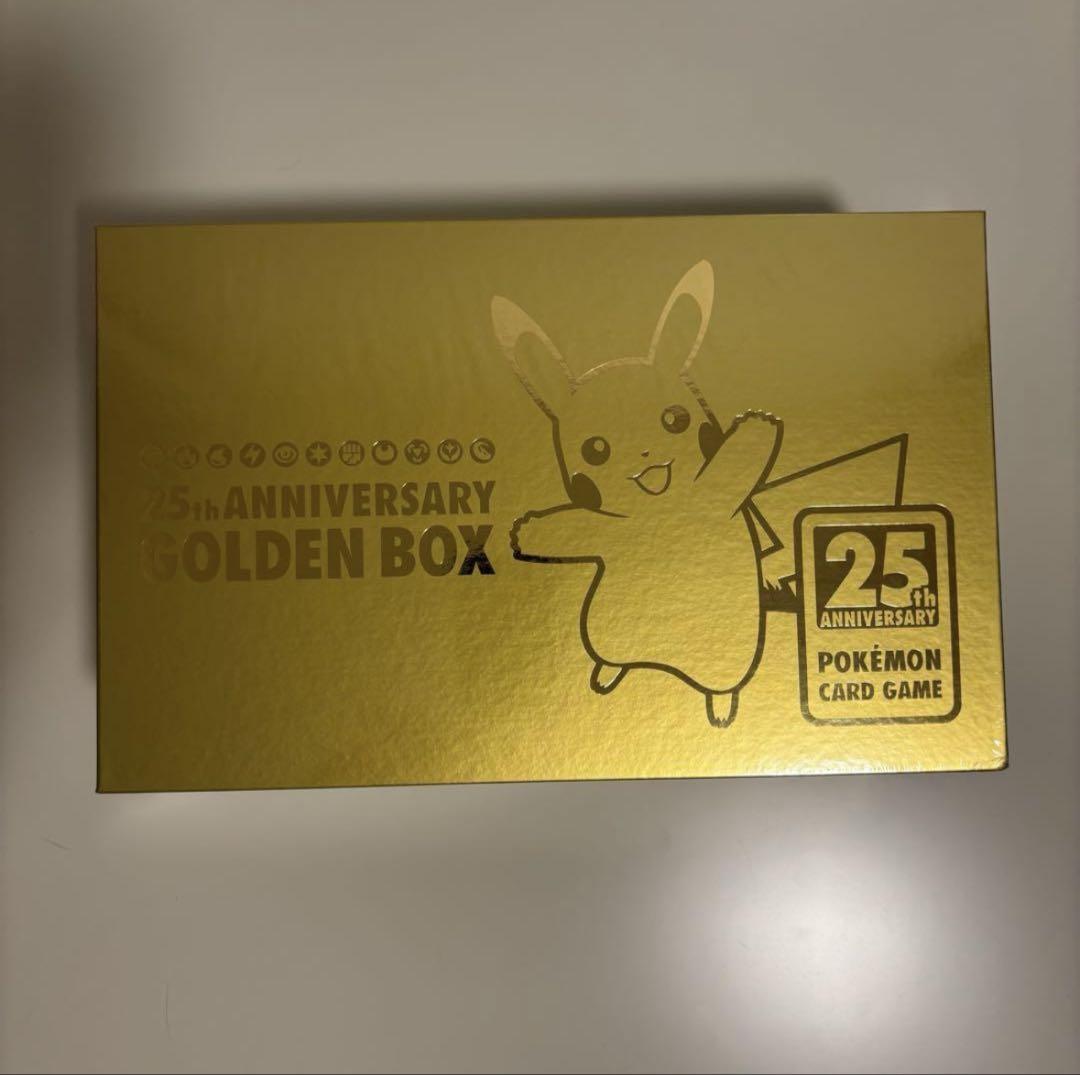 25th ANNIVERSARY
GOLDEN BOX
25th
ANNIVERSARY
POKÉMON
CARD GAME